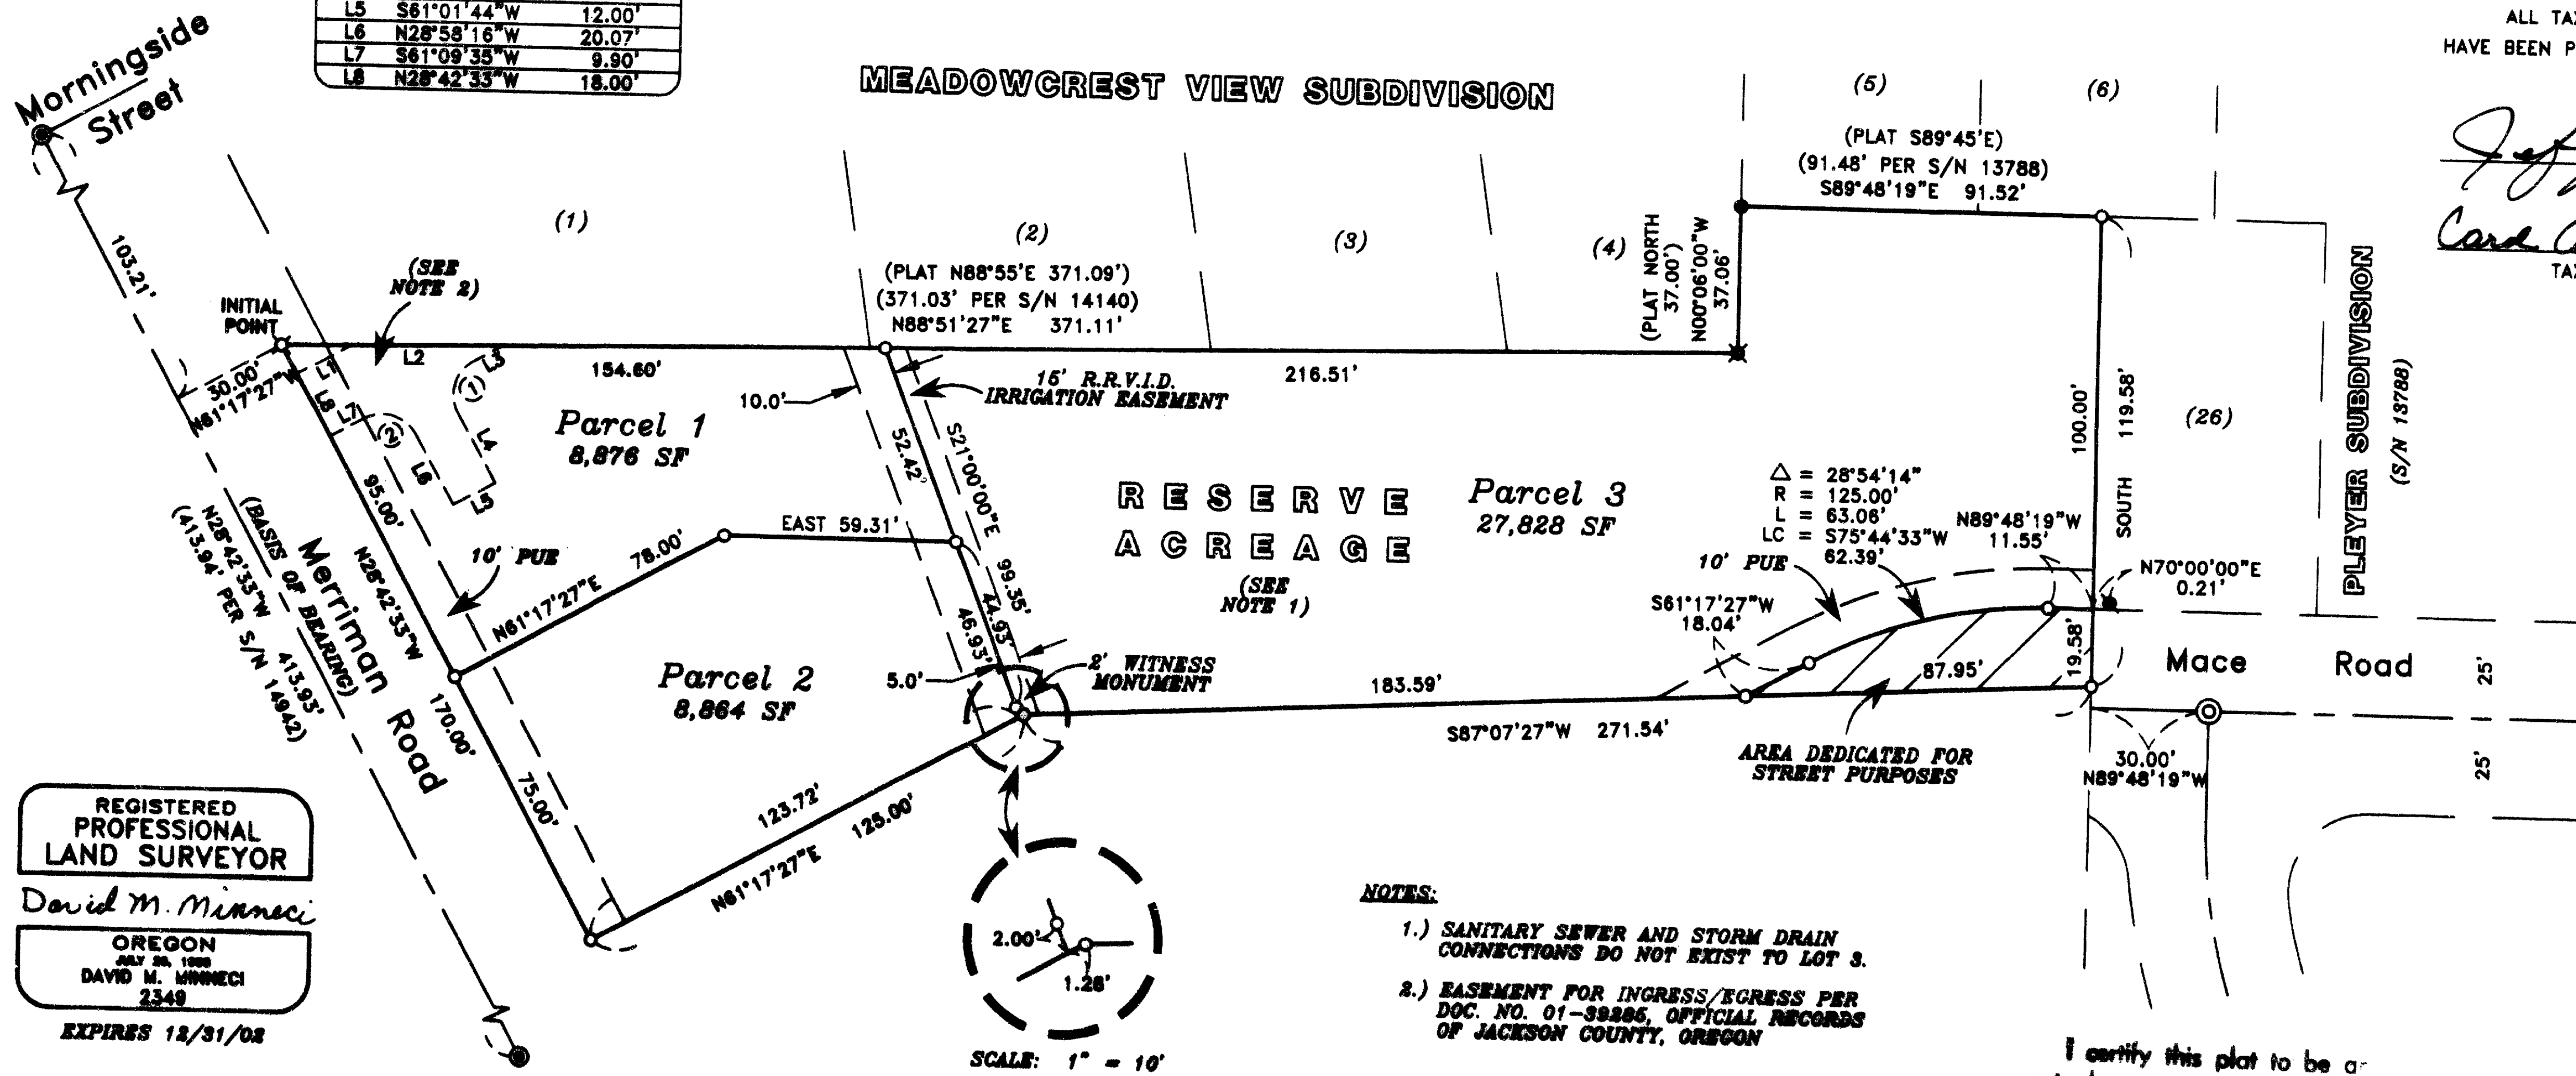 L5 S61°01'44"W 12.00'
L6 N28°58'16"W 20.07'
L7 S61°09'35"W 9.90'
L8 N28°42'33"W 18.00'
ALL
HAVE BEEN
Morningside
Street
MEADOWCREST VIEW SUBDIVISION
(5)
(6)
(PLAT S89°45'E)
(91.48' PER S/N 13788)
S89°48'19"E 91.52'
103.21'
(1)
(2)
(3)
(4)
(PLAT NORTH
37.00')
N00°06'00"W
37.06'
(SEE
NOTE 2)
(PLAT N88°55'E 371.09')
(371.03' PER S/N 14140)
N88°51'27"E 371.11'
INITIAL
POINT
30.00'
N61°17'27"W
L1
L2
L3
(1)
L4
L5
L6
(2)
L7
L8
154.60'
216.51'
10.0'
15' R.R.V.I.D.
IRRIGATION EASEMENT
Parcel 1
8,876 SF
52.42'
S21°00'00"E 99.35'
RESERVE
ACREAGE
(SEE
NOTE 1)
Parcel 3
27,828 SF
Δ = 28°54'14"
R = 125.00'
L = 63.06'
LC = S75°44'33"W
62.39'
N89°48'19"W
11.55'
100.00'
SOUTH 119.58'
(26)
PLEYER SUBDIVISION
(S/N 13788)
95.00'
N28°42'33"W
170.00'
10' PUE
N61°17'27"E 78.00'
EAST 59.31'
44.93'
46.93'
5.0'
2' WITNESS
MONUMENT
Merriman Road
(BASIS OF BEARING)
N28°42'33"W 413.93'
(413.94' PER S/N 14942)
Parcel 2
8,864 SF
75.00'
123.72'
N61°17'27"E 125.00'
183.59'
S87°07'27"W 271.54'
10' PUE
S61°17'27"W
18.04'
87.95'
19.58'
N70°00'00"E
0.21'
AREA DEDICATED FOR
STREET PURPOSES
Mace Road
25'
25'
30.00'
N89°48'19"W
REGISTERED
PROFESSIONAL
LAND SURVEYOR
David M. Minneci
OREGON
DAVID M. MINNECI
2349
EXPIRES 12/31/02
2.00'
1.28'
SCALE: 1" = 10'
NOTES:
1.) SANITARY SEWER AND STORM DRAIN
CONNECTIONS DO NOT EXIST TO LOT 3.
2.) EASEMENT FOR INGRESS/EGRESS PER
DOC. NO. 01-39285, OFFICIAL RECORDS
OF JACKSON COUNTY, OREGON
I certify this plat to be